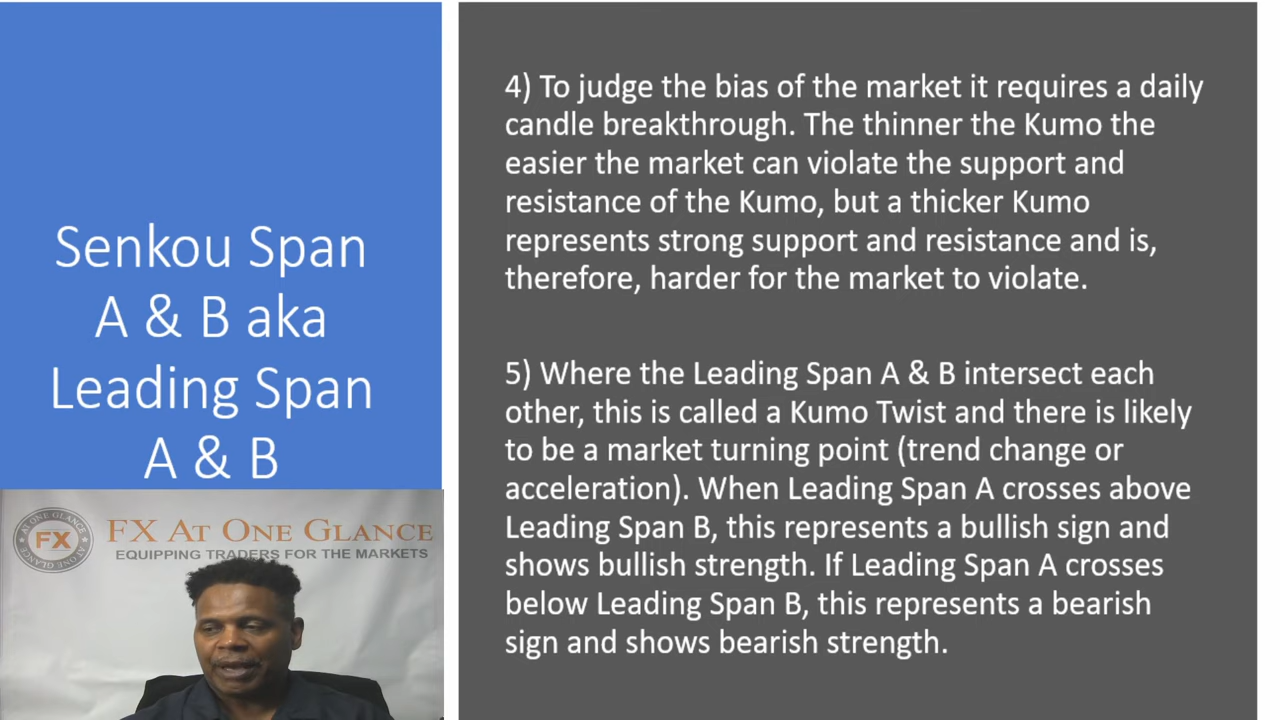 Senkou Span
A & B aka
Leading Span
A & B
4) To judge the bias of the market it requires a daily
candle breakthrough. The thinner the Kumo the
easier the market can violate the support and
resistance of the Kumo, but a thicker Kumo
represents strong support and resistance and is,
therefore, harder for the market to violate.
5) Where the Leading Span A & B intersect each
other, this is called a Kumo Twist and there is likely
to be a market turning point (trend change or
acceleration). When Leading Span A crosses above
Leading Span B, this represents a bullish sign and
shows bullish strength. If Leading Span A crosses
below Leading Span B, this represents a bearish
sign and shows bearish strength.
AT ONE GLANCE
FX
AT ONE GLANCE
FX AT ONE GLANCE
EQUIPPING TRADERS FOR THE MARKETS